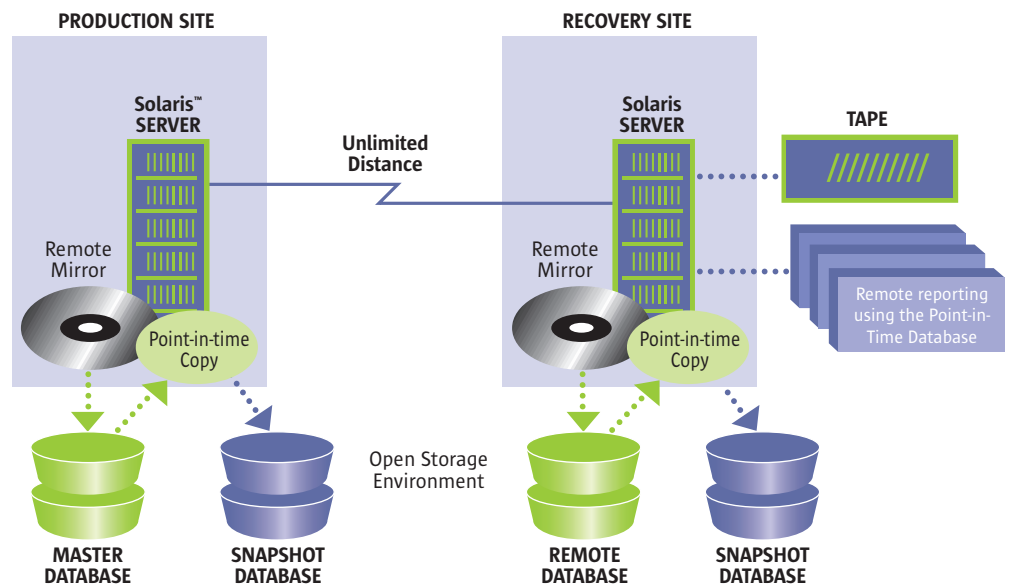 PRODUCTION SITE
Solaris™
SERVER
Remote
Mirror
Point-in-time
Copy
MASTER
DATABASE
SNAPSHOT
DATABASE
Unlimited
Distance
Open Storage
Environment
RECOVERY SITE
Solaris
SERVER
Remote
Mirror
Point-in-time
Copy
REMOTE
DATABASE
SNAPSHOT
DATABASE
TAPE
Remote reporting
using the Point-in-
Time Database